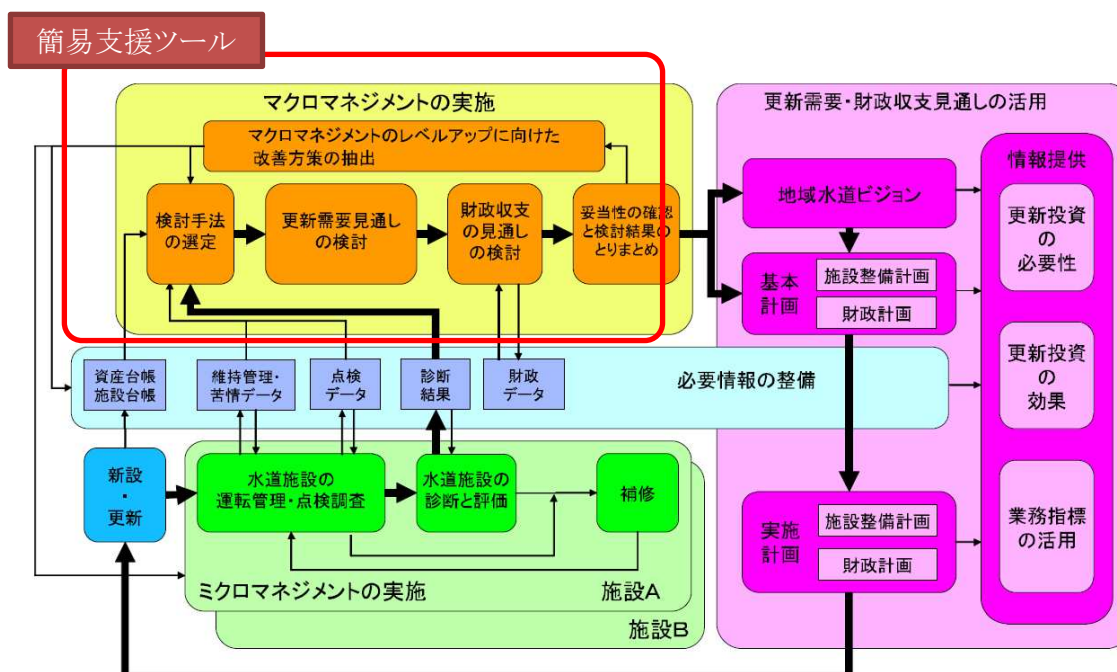 簡易支援ツール
マクロマネジメントの実施
マクロマネジメントのレベルアップに向けた
改善方策の抽出
検討手法
の選定
更新需要見通し
の検討
財政収支
の見通し
の検討
妥当性の確認
と検討結果の
とりまとめ
更新需要・財政収支見通しの活用
地域水道ビジョン
基本
計画
施設整備計画
財政計画
実施
計画
施設整備計画
財政計画
情報提供
更新投資
の
必要性
更新投資
の
効果
業務指標
の活用
資産台帳
施設台帳
維持管理・
苦情データ
点検
データ
診断
結果
財政
データ
必要情報の整備
新設
・
更新
水道施設の
運転管理・点検調査
水道施設の
診断と評価
補修
ミクロマネジメントの実施
施設A
施設B